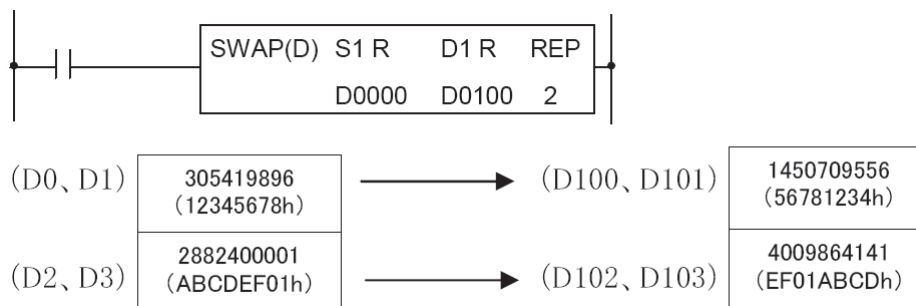 SWAP(D) S1 R D1 R REP
D0000 D0100 2
(D0、D1) 305419896 (D100、D101) 1450709556
(12345678h) (56781234h)
(D2、D3) 2882400001 (D102、D103) 4009864141
(ABCDEF01h) (EF01ABCDh)